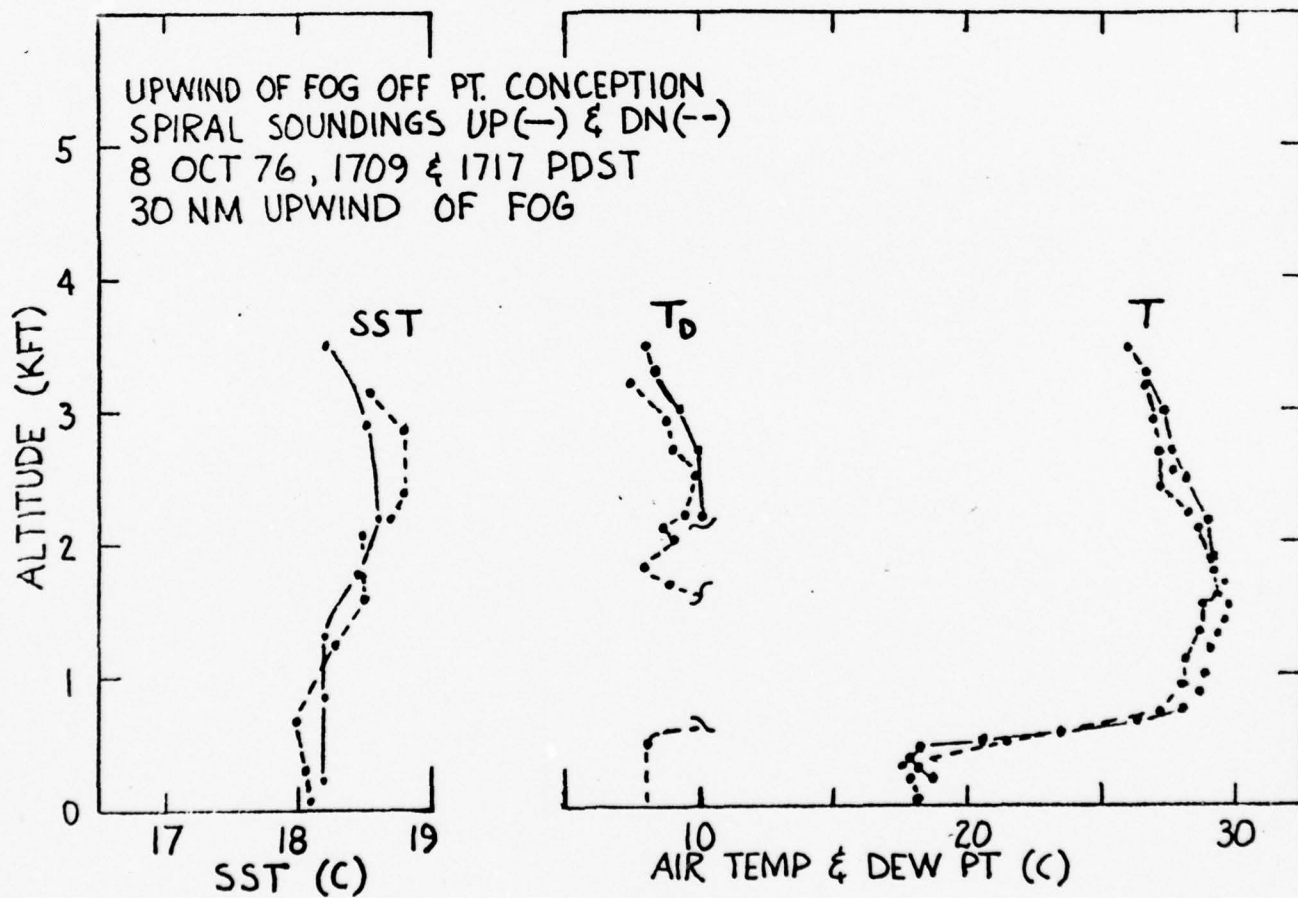 UPWIND OF FOG OFF PT. CONCEPTION
SPIRAL SOUNDINGS UP(—) & DN(--)
8 OCT 76, 1709 & 1717 PDST
30 NM UPWIND OF FOG
SST
T_D
T
ALTITUDE (KFT)
5
4
3
2
1
0
17 18 19
10 20 30
SST (C)
AIR TEMP & DEW PT (C)